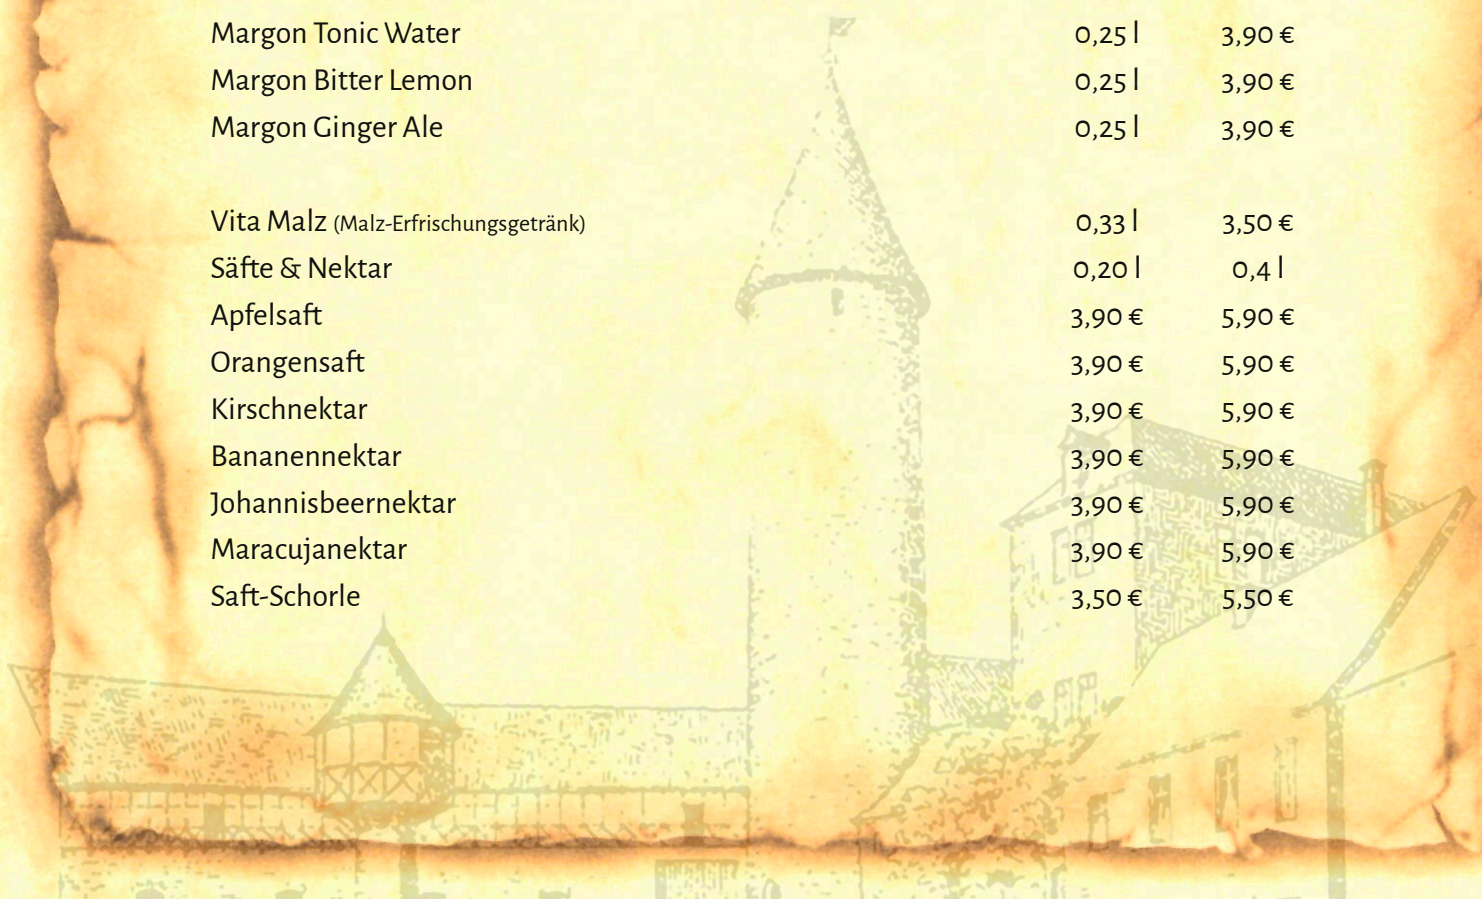 Margon Tonic Water 0,25 l 3,90 €
Margon Bitter Lemon 0,25 l 3,90 €
Margon Ginger Ale 0,25 l 3,90 €
Vita Malz (Malz-Erfrischungsgetränk) 0,33 l 3,50 €
Säfte & Nektar 0,20 l 0,4 l
Apfelsaft 3,90 € 5,90 €
Orangensaft 3,90 € 5,90 €
Kirschnektar 3,90 € 5,90 €
Bananennektar 3,90 € 5,90 €
Johannisbeernektar 3,90 € 5,90 €
Maracujanektar 3,90 € 5,90 €
Saft-Schorle 3,50 € 5,50 €